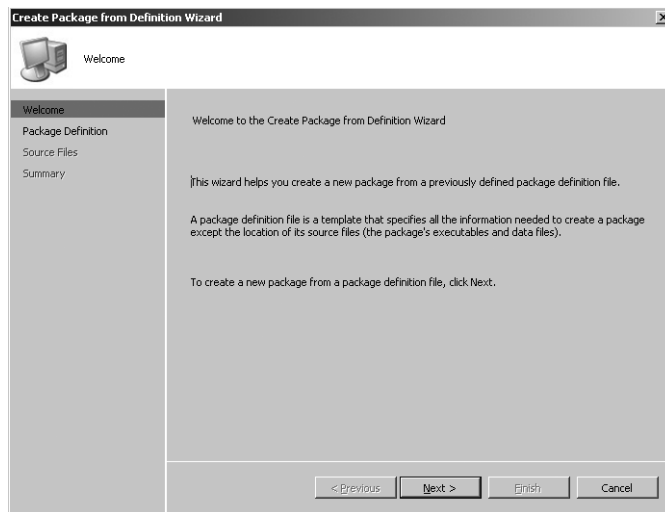 Create Package from Definition Wizard
Welcome
Welcome
Package Definition
Source Files
Summary
Welcome to the Create Package from Definition Wizard
This wizard helps you create a new package from a previously defined package definition file.
A package definition file is a template that specifies all the information needed to create a package
except the location of its source files (the package's executables and data files).
To create a new package from a package definition file, click Next.
< Previous Next > Finish Cancel